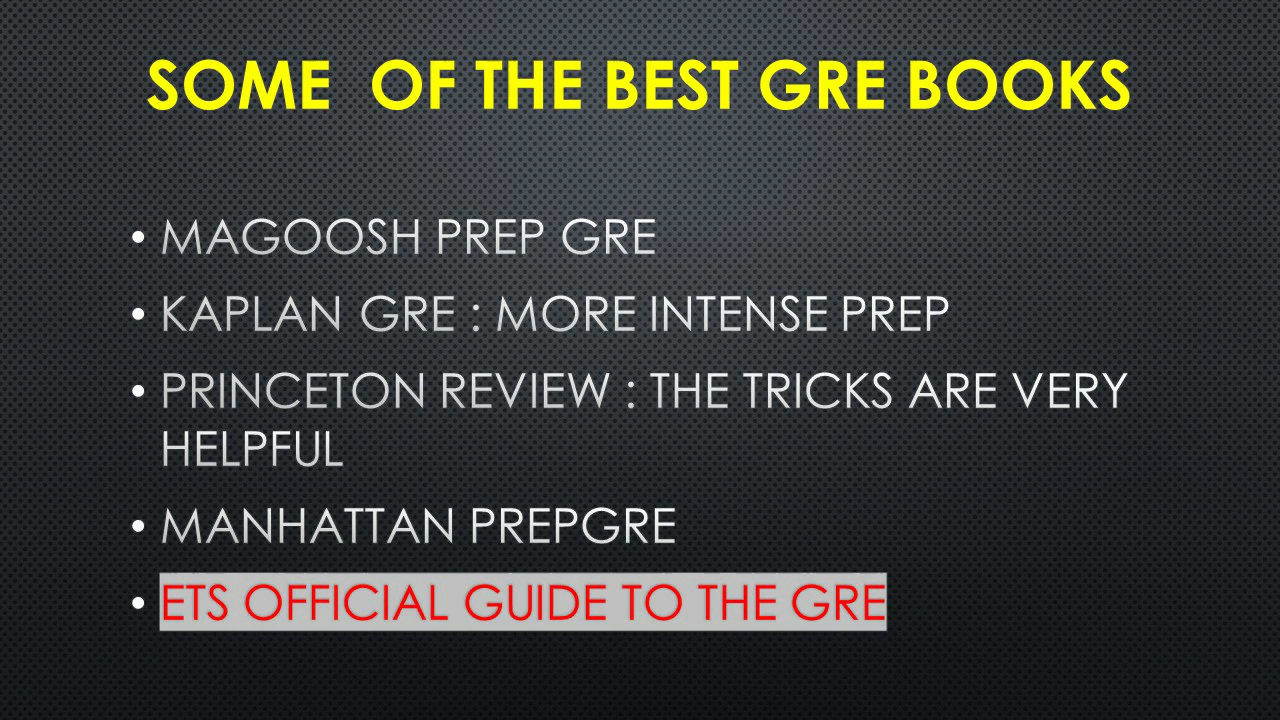 SOME  OF THE BEST GRE BOOKS
• MAGOOSH PREP GRE
• KAPLAN GRE : MORE INTENSE PREP
• PRINCETON REVIEW : THE TRICKS ARE VERY
HELPFUL
• MANHATTAN PREPGRE
• ETS OFFICIAL GUIDE TO THE GRE